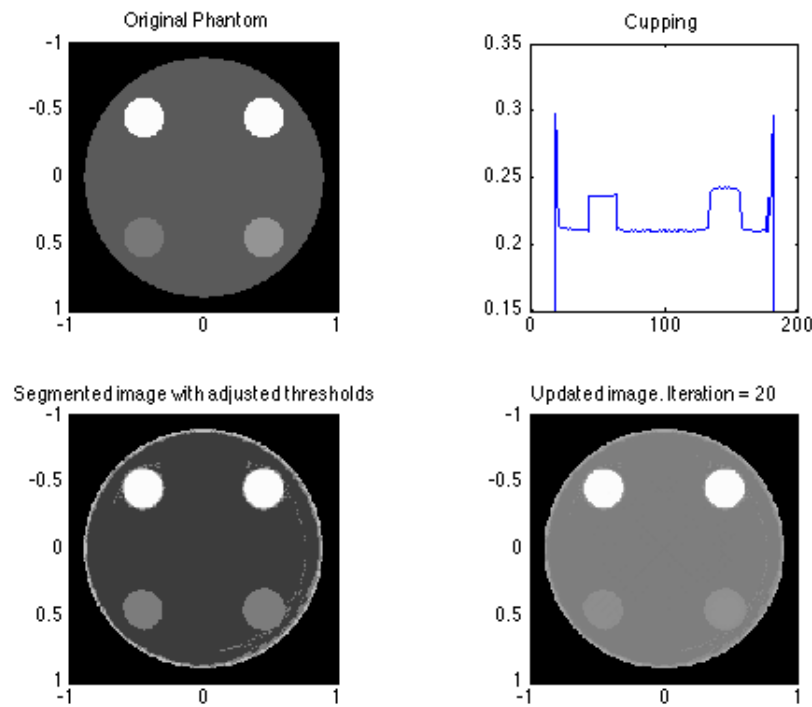 Original Phantom
-1
-0.5
0
0.5
1
-1 0 1
Cupping
0.35
0.3
0.25
0.2
0.15
0 100 200
Segmented image with adjusted thresholds
-1
-0.5
0
0.5
1
-1 0 1
Updated image. Iteration = 20
-1
-0.5
0
0.5
1
-1 0 1